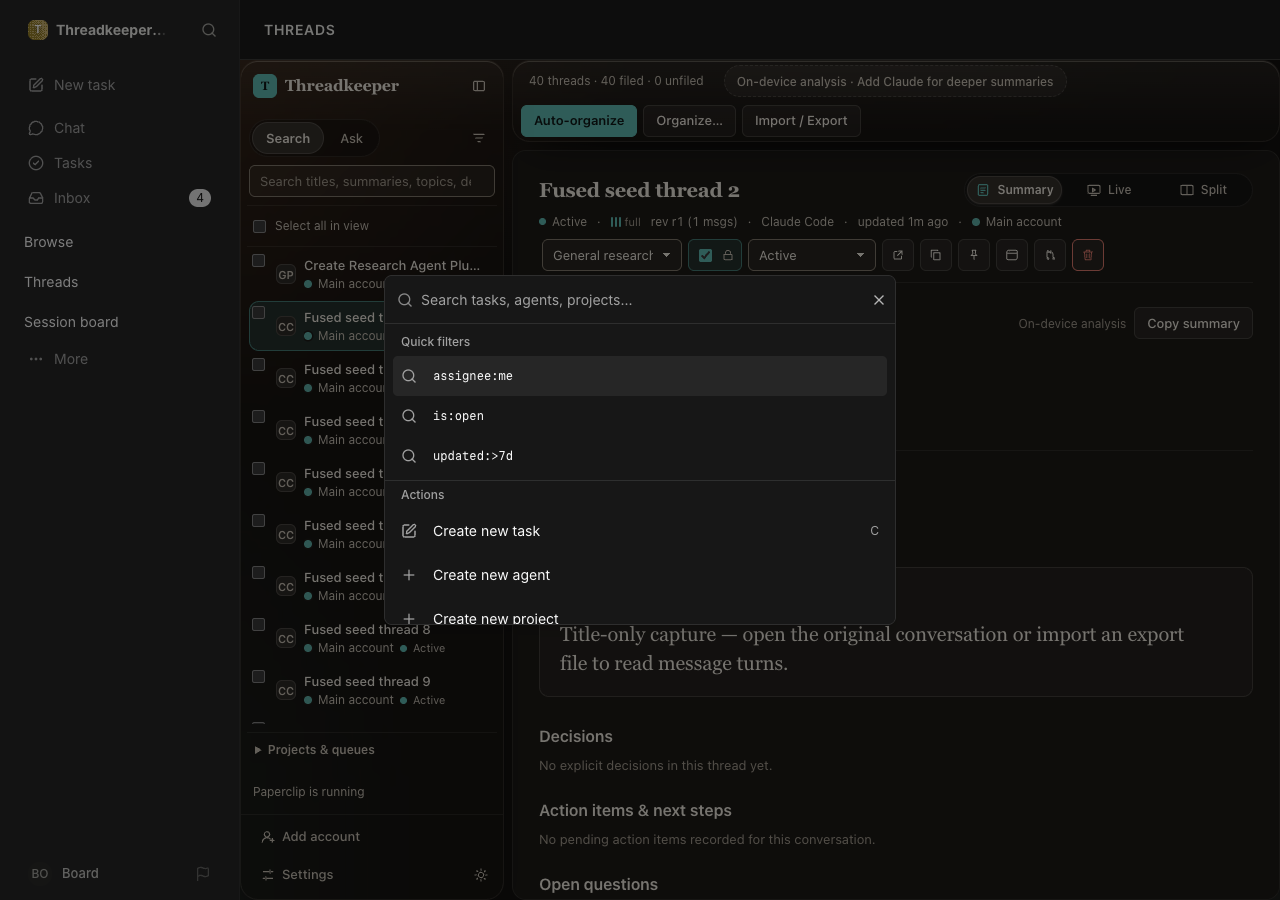 T Threadkeeper...
New task
Chat
Tasks
Inbox 4
Browse
Threads
Session board
More
BO Board
THREADS
T Threadkeeper
Search Ask
Search titles, summaries, topics, de
Select all in view
GP Create Research Agent Plu...
Main accou
CC Fused seed t
Main accou
CC Fused seed t
Main accou
CC Fused seed t
Main accou
CC Fused seed t
Main accou
CC Fused seed t
Main accou
CC Fused seed t
Main accou
CC Fused seed thread 8
Main account Active
CC Fused seed thread 9
Main account Active
Projects & queues
Paperclip is running
Add account
Settings
40 threads · 40 filed · 0 unfiled
On-device analysis · Add Claude for deeper summaries
Auto-organize Organize... Import / Export
Fused seed thread 2
Summary Live Split
Active · full rev r1 (1 msgs) · Claude Code · updated 1m ago · Main account
General research Active
On-device analysis Copy summary
Search tasks, agents, projects...
Quick filters
assignee:me
is:open
updated:>7d
Actions
Create new task C
Create new agent
Create new project
Title-only capture — open the original conversation or import an export
file to read message turns.
Decisions
No explicit decisions in this thread yet.
Action items & next steps
No pending action items recorded for this conversation.
Open questions